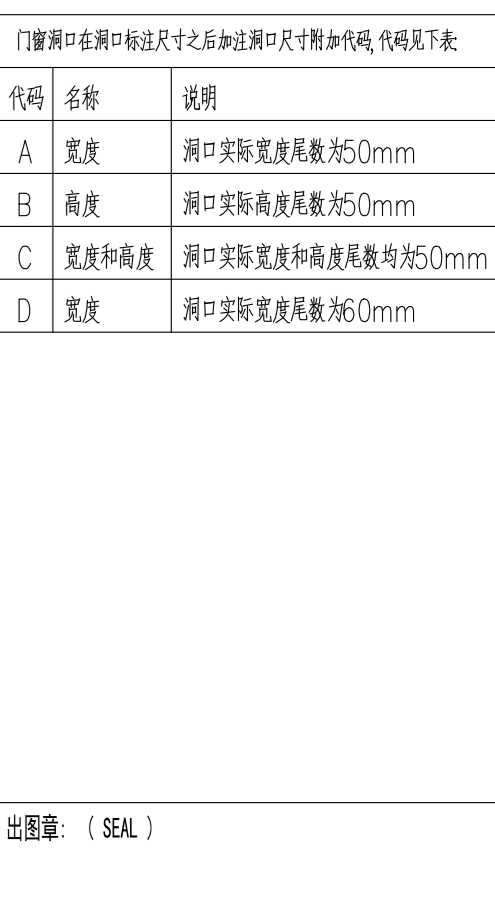 门窗洞口在洞口标注尺寸之后加注洞口尺寸附加代码,代码见下表:
代码 名称 说明
A 宽度 洞口实际宽度尾数为50mm
B 高度 洞口实际高度尾数为50mm
C 宽度和高度 洞口实际宽度和高度尾数均为50mm
D 宽度 洞口实际宽度尾数为60mm
出图章: ( SEAL )